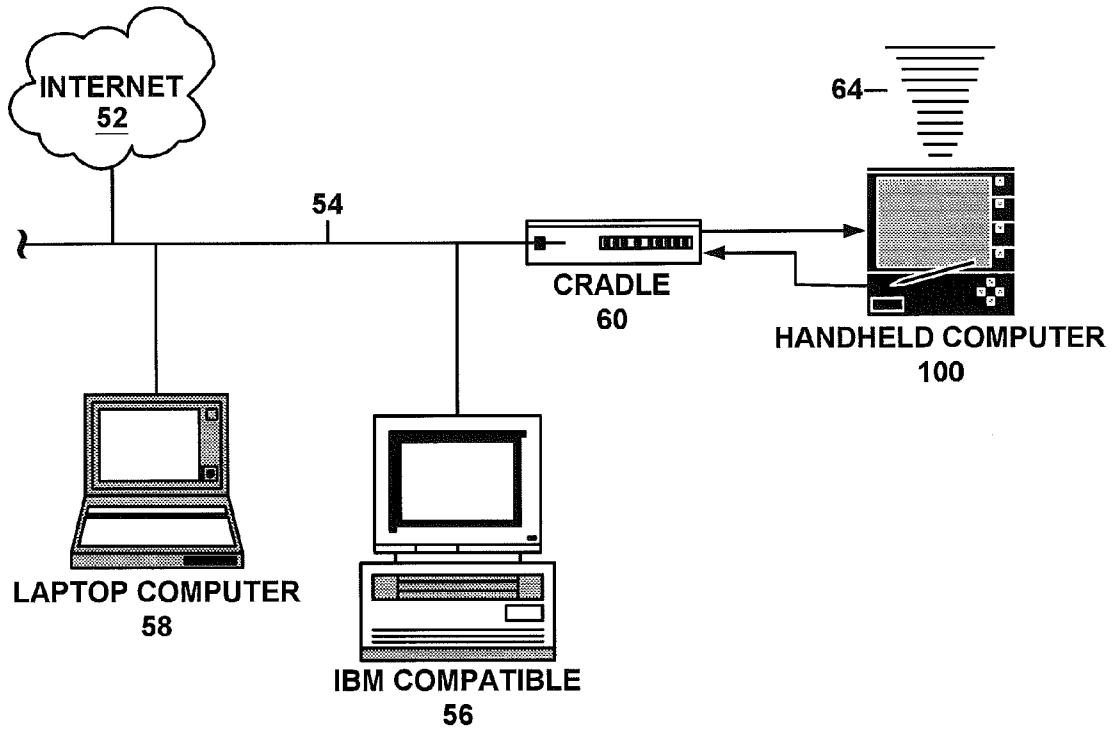 INTERNET
52
64
54
CRADLE
60
HANDHELD COMPUTER
100
LAPTOP COMPUTER
58
IBM COMPATIBLE
56